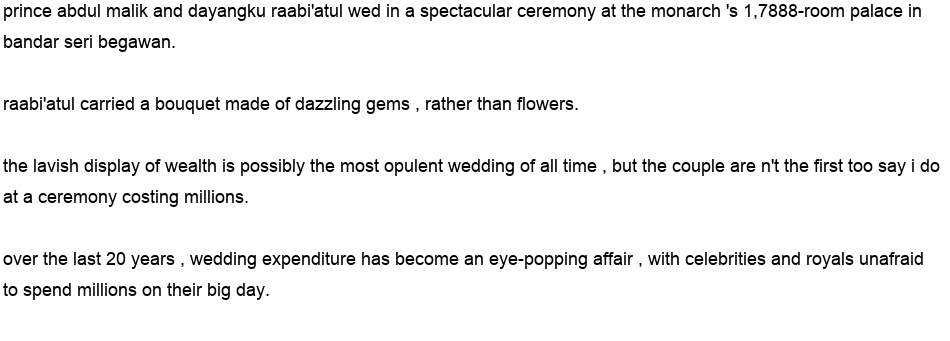 prince abdul malik and dayangku raabi'atul wed in a spectacular ceremony at the monarch 's 1,7888-room palace in
bandar seri begawan.
raabi'atul carried a bouquet made of dazzling gems , rather than flowers.
the lavish display of wealth is possibly the most opulent wedding of all time , but the couple are n't the first too say i do
at a ceremony costing millions.
over the last 20 years , wedding expenditure has become an eye-popping affair , with celebrities and royals unafraid
to spend millions on their big day.